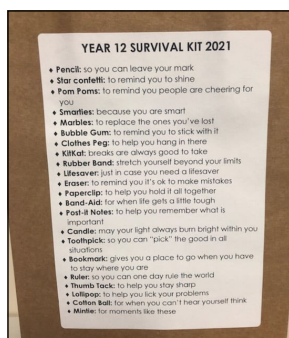 YEAR 12 SURVIVAL KIT 2021
♦ Pencil: so you can leave your mark
♦ Star confetti: to remind you to shine
♦ Pom Poms: to remind you people are cheering for
you
♦ Smarties: because you are smart
♦ Marbles: to replace the ones you've lost
♦ Bubble Gum: to remind you to stick with it
♦ Clothes Peg: to help you hang in there
♦ KitKat: breaks are always good to take
♦ Rubber Band: stretch yourself beyond your limits
♦ Lifesaver: just in case you need a lifesaver
♦ Eraser: to remind you it's ok to make mistakes
♦ Paperclip: to help you hold it all together
♦ Band-Aid: for when life gets a little tough
♦ Post-it Notes: to help you remember what is
important
♦ Candle: may your light always burn bright within you
♦ Toothpick: so you can "pick" the good in all
situations
♦ Bookmark: gives you a place to go when you have
to stay where you are
♦ Ruler: so you can one day rule the world
♦ Thumb Tack: to help you stay sharp
♦ Lollipop: to help you lick your problems
♦ Cotton Ball: for when you can't hear yourself think
♦ Mintie: for moments like these